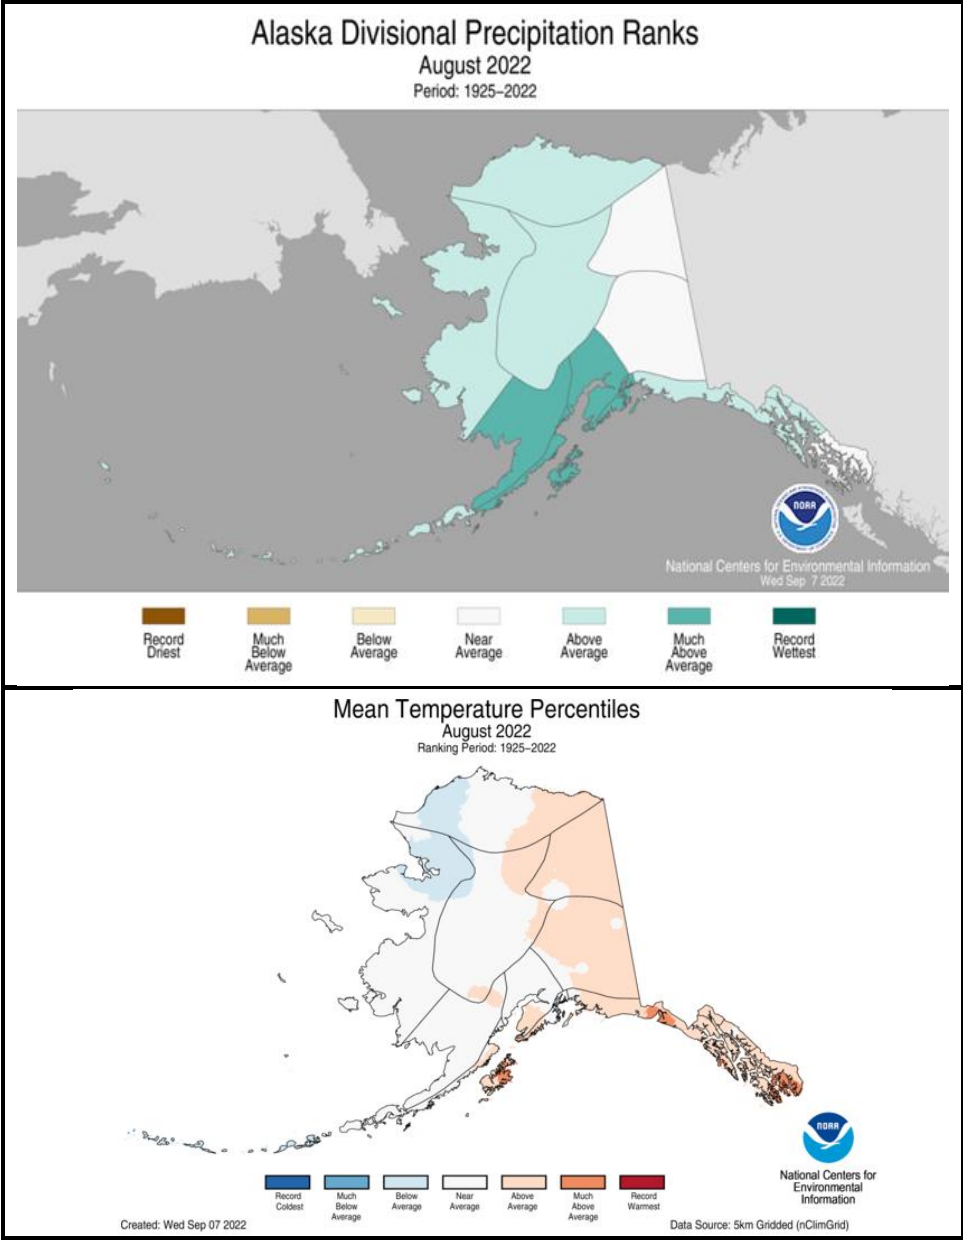 Alaska Divisional Precipitation Ranks
August 2022
Period: 1925–2022
NOAA
National Centers for Environmental Information
Wed Sep 7 2022
Record
Driest
Much
Below
Average
Below
Average
Near
Average
Above
Average
Much
Above
Average
Record
Wettest
Mean Temperature Percentiles
August 2022
Ranking Period: 1925–2022
NOAA
National Centers for
Environmental
Information
Record
Coldest
Much
Below
Average
Below
Average
Near
Average
Above
Average
Much
Above
Average
Record
Warmest
Created: Wed Sep 07 2022
Data Source: 5km Gridded (nClimGrid)